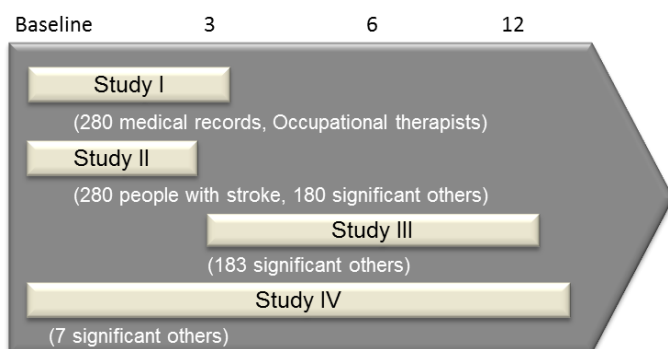 Baseline 3 6 12
Study I
(280 medical records, Occupational therapists)
Study II
(280 people with stroke, 180 significant others)
Study III
(183 significant others)
Study IV
(7 significant others)